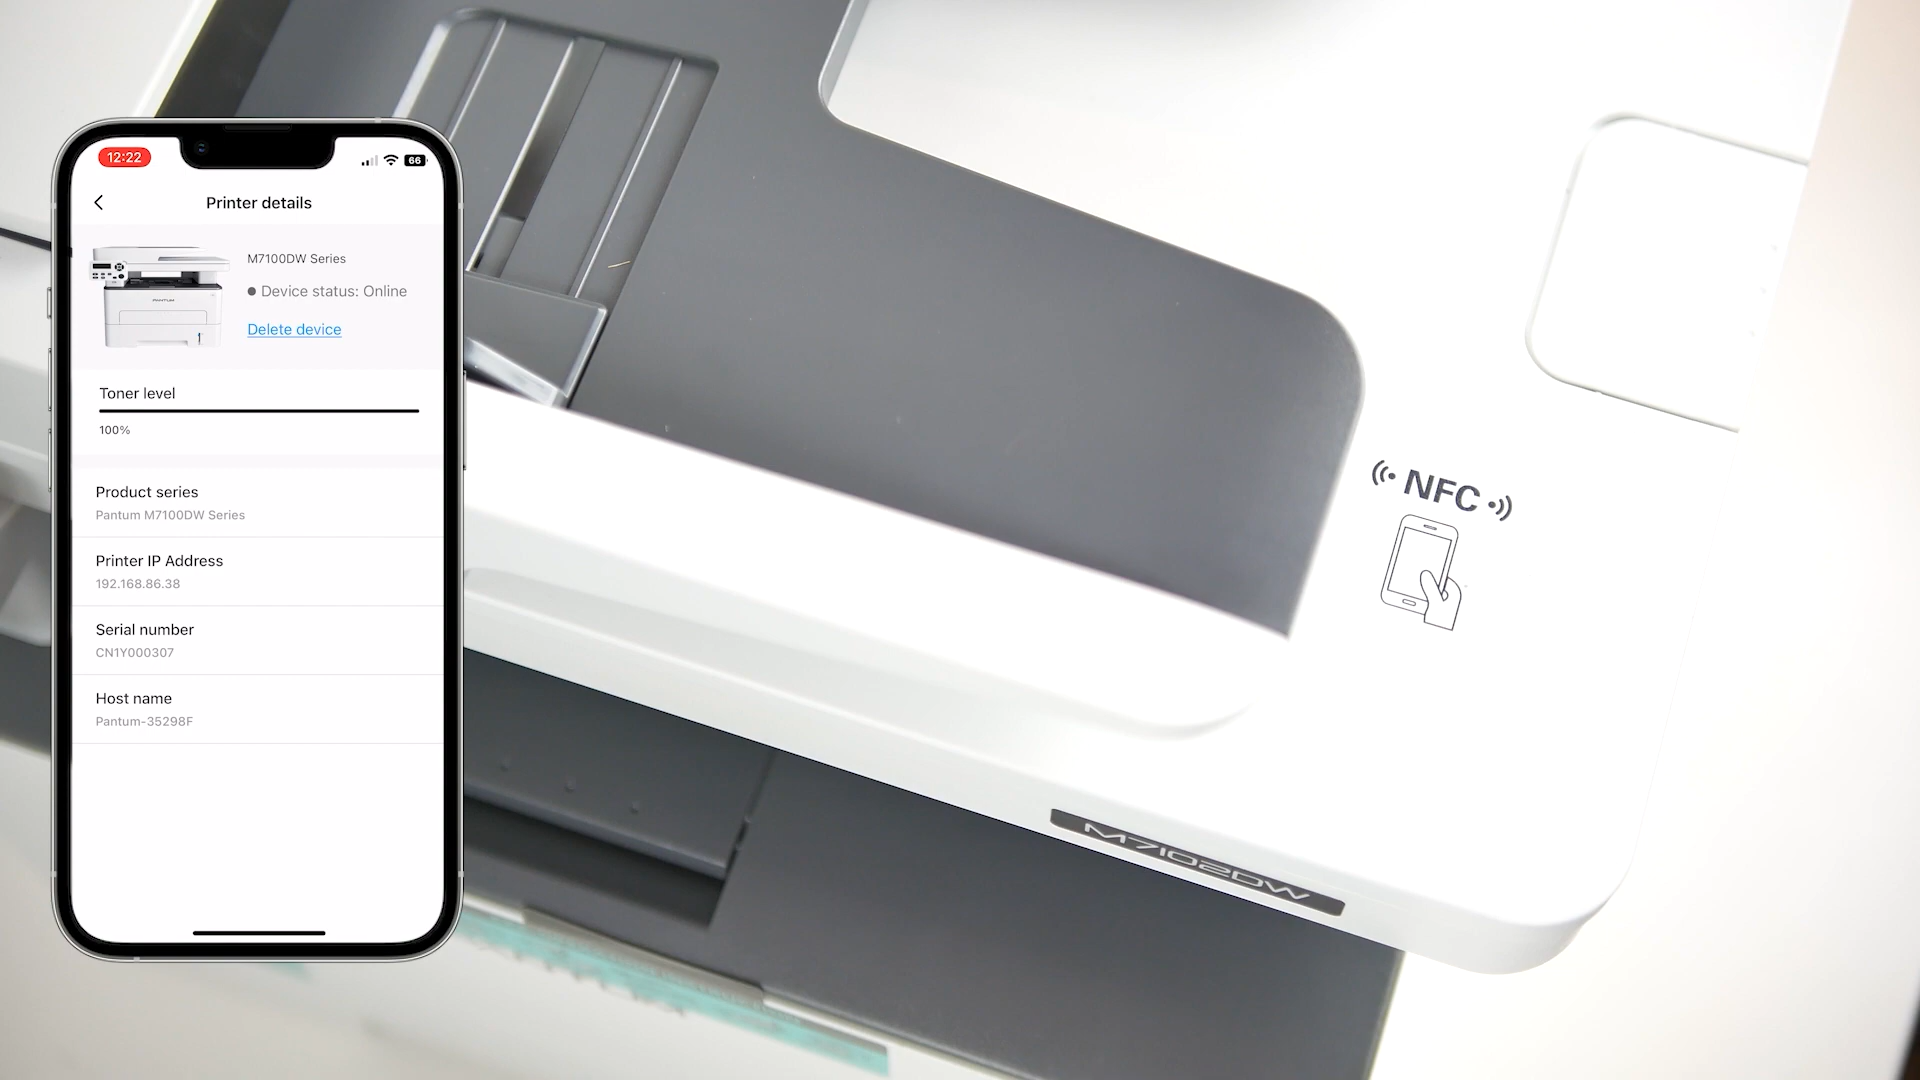 12:22
66
Printer details
M7100DW Series
PANTUM
Device status: Online
Delete device
Toner level
100%
Product series
Pantum M7100DW Series
Printer IP Address
192.168.86.38
Serial number
CN1Y000307
Host name
Pantum-35298F
NFC
M7102DW